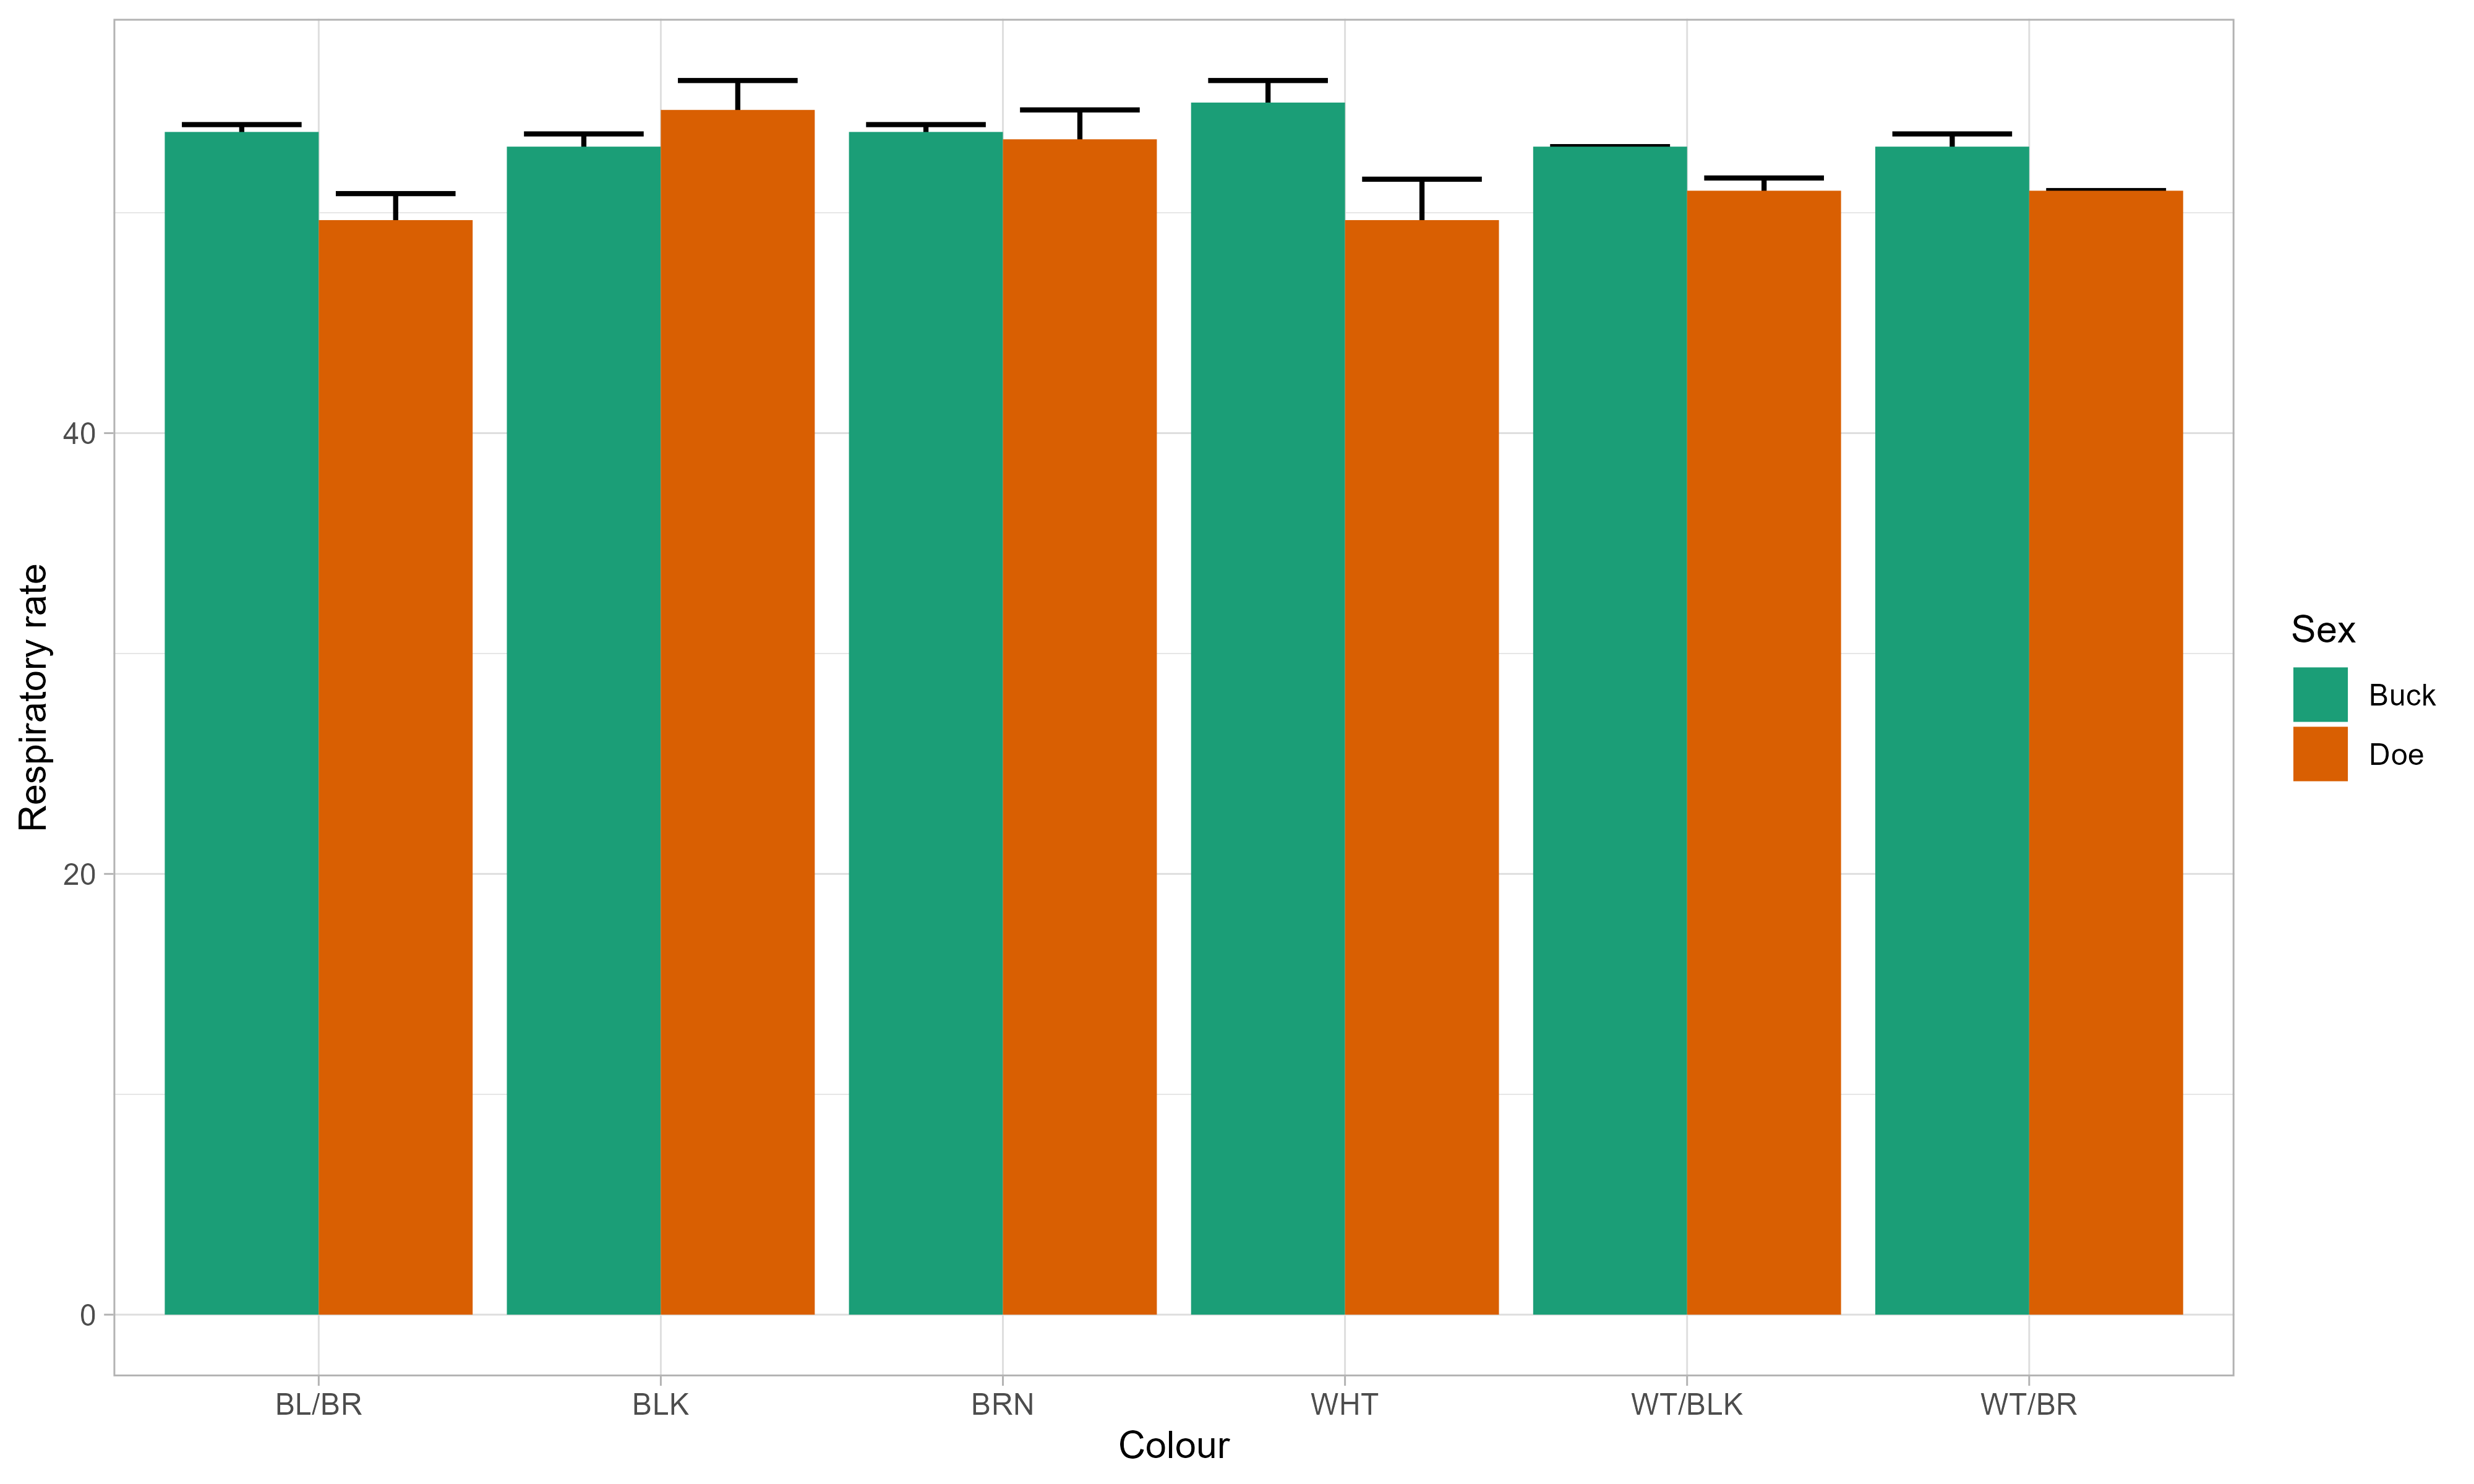 Respiratory rate
40
20
0
BL/BR BLK BRN WHT WT/BLK WT/BR
Colour
Sex
Buck
Doe